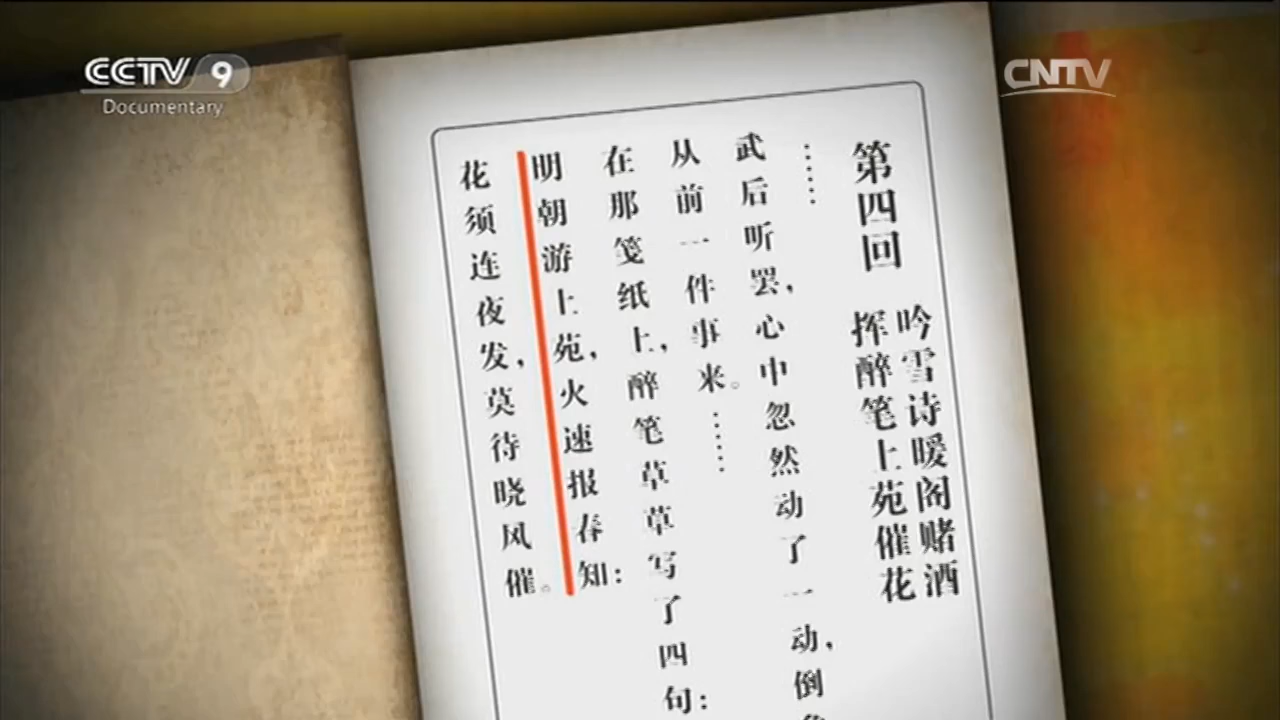 CCTV 9
Documentary
CNTV
第四回
吟雪诗暖阁赌酒
挥醉笔上苑催花
……
武后听罢，心中忽然动了一动，倒
从前一件事来。……
在那笺纸上，醉笔草草写了四句：
明朝游上苑，火速报春知：
花须连夜发，莫待晓风催。